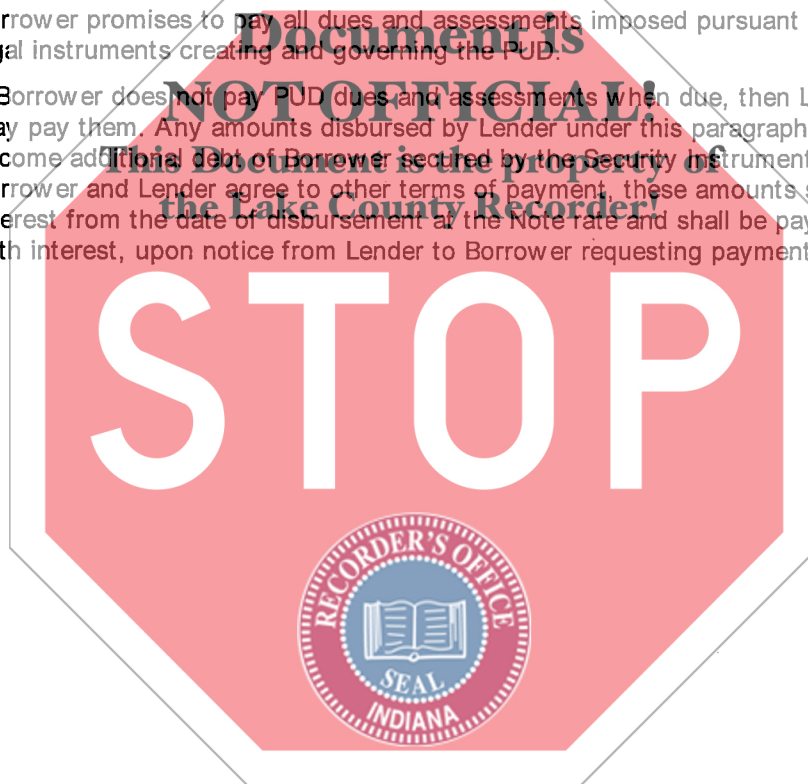 rrower promises to pay all dues and assessments imposed pursuant
gal instruments creating and governing the PUD.
Document is
Borrower does not pay PUD dues and assessments when due, then L
NOT OFFICIAL!
ay pay them. Any amounts disbursed by Lender under this paragraph
come additional debt of Borrower secured by the Security Instrument
This Document is the property of
rrower and Lender agree to other terms of payment, these amounts s
the Lake County Recorder!
erest from the date of disbursement at the Note rate and shall be pay
th interest, upon notice from Lender to Borrower requesting payment
STOP
RECORDER'S OFFICE
SEAL
INDIANA